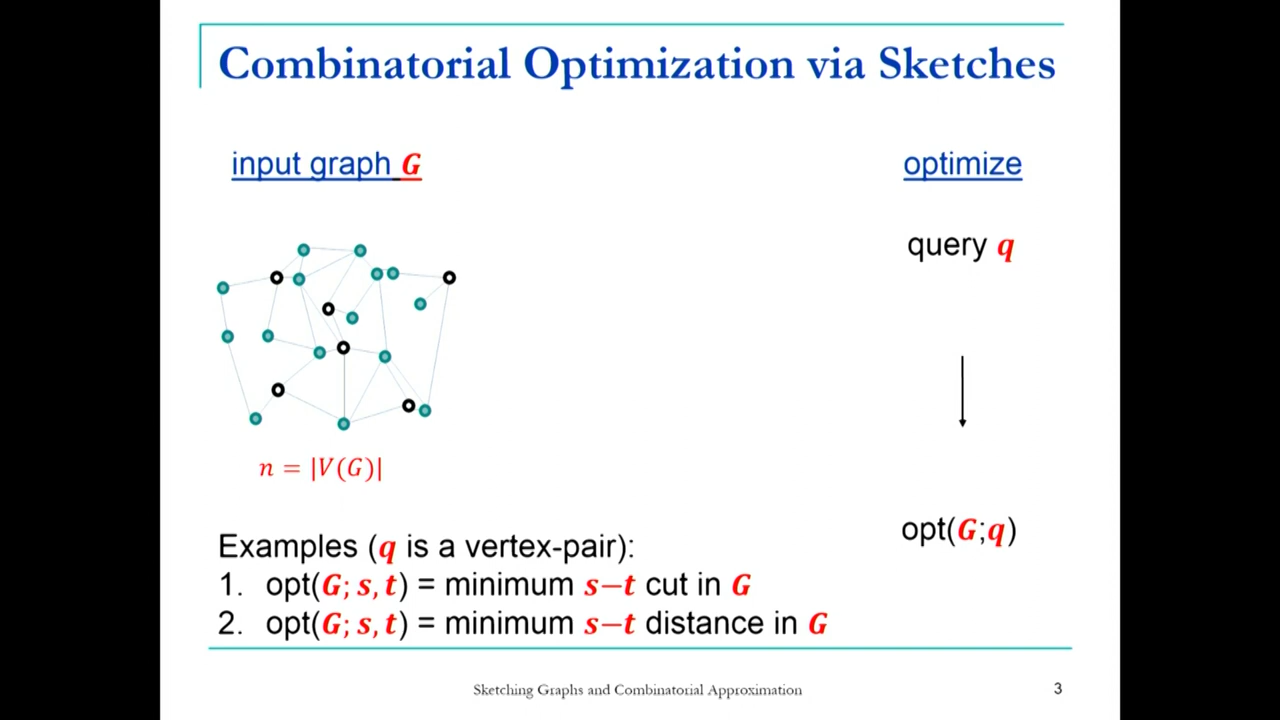 Combinatorial Optimization via Sketches
input graph G
optimize
query q
n = |V(G)|
opt(G;q)
Examples (q is a vertex-pair):
1. opt(G; s, t) = minimum s−t cut in G
2. opt(G; s, t) = minimum s−t distance in G
Sketching Graphs and Combinatorial Approximation
3